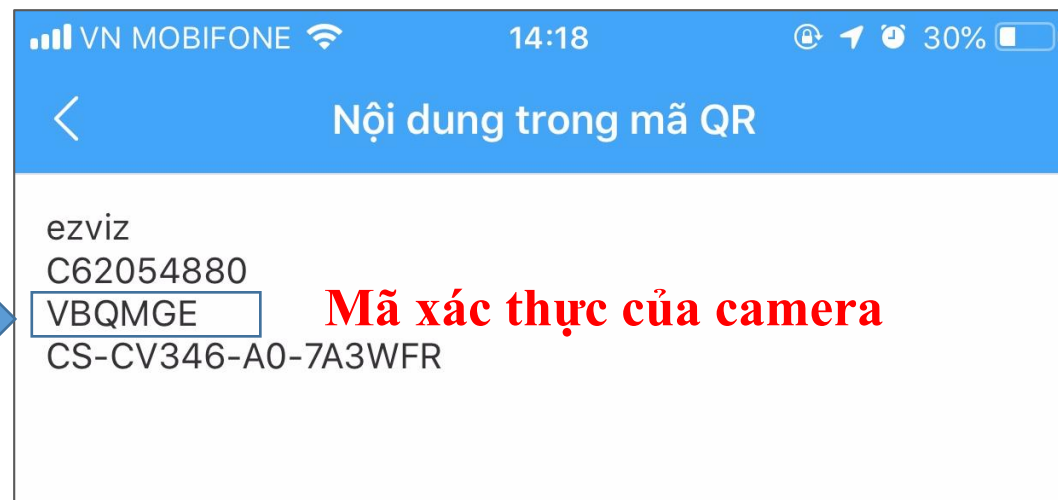 VN MOBIFONE 14:18 30%
Nội dung trong mã QR
ezviz
C62054880
VBQMGE Mã xác thực của camera
CS-CV346-A0-7A3WFR